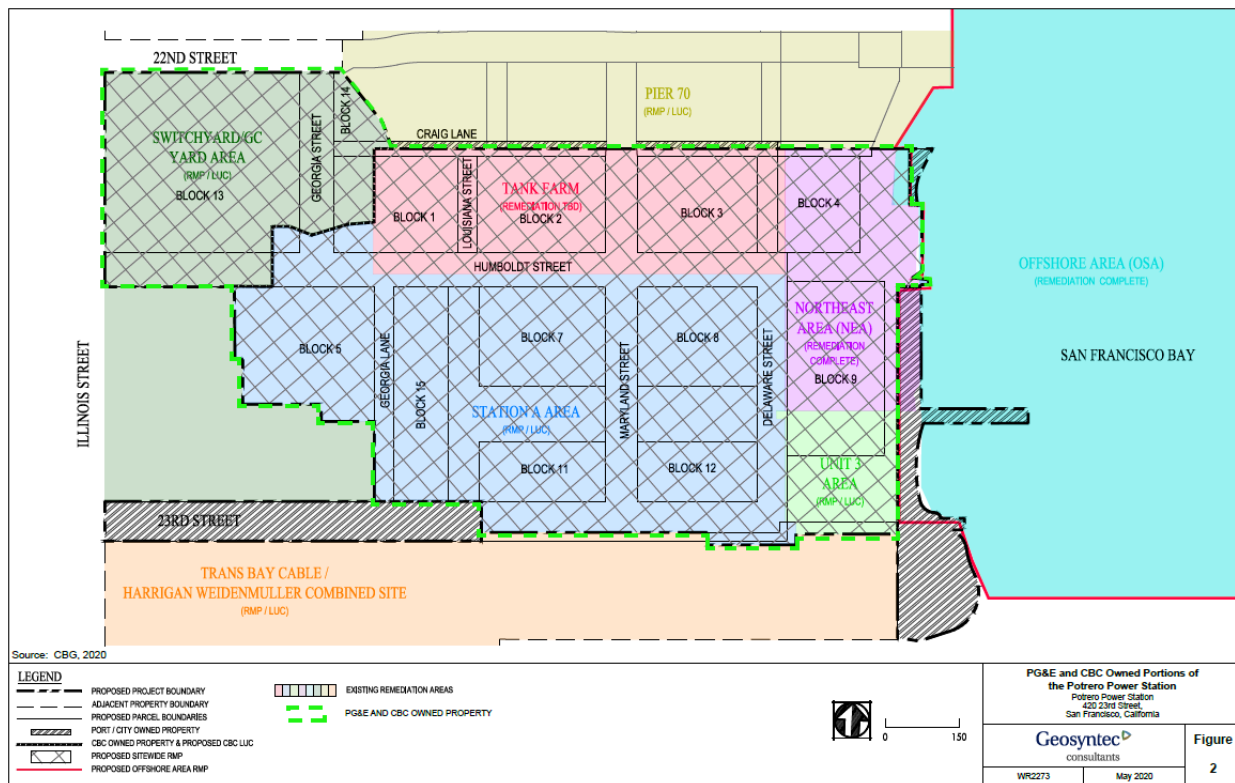 22ND STREET
PIER 70
(RMP / LUC)
BLOCK 14
SWITCHYARD/GC
YARD AREA
(RMP / LUC)
BLOCK 13
GEORGIA STREET
CRAIG LANE
BLOCK 1
LOUISIANA STREET
TANK FARM
(REMEDIATION TBD)
BLOCK 2
BLOCK 3
BLOCK 4
HUMBOLDT STREET
OFFSHORE AREA (OSA)
(REMEDIATION COMPLETE)
NORTHEAST
AREA (NEA)
(REMEDIATION
COMPLETE)
BLOCK 9
SAN FRANCISCO BAY
ILLINOIS STREET
BLOCK 5
GEORGIA LANE
BLOCK 15
BLOCK 7
BLOCK 8
MARYLAND STREET
DELAWARE STREET
STATION A AREA
(RMP / LUC)
BLOCK 11
BLOCK 12
UNIT 3
AREA
(RMP / LUC)
23RD STREET
TRANS BAY CABLE /
HARRIGAN WEIDENMULLER COMBINED SITE
(RMP / LUC)
Source: CBG, 2020
LEGEND
PROPOSED PROJECT BOUNDARY
ADJACENT PROPERTY BOUNDARY
PROPOSED PARCEL BOUNDARIES
PORT / CITY OWNED PROPERTY
CBC OWNED PROPERTY & PROPOSED CBC LUC
PROPOSED SITEWIDE RMP
PROPOSED OFFSHORE AREA RMP
EXISTING REMEDIATION AREAS
PG&E AND CBC OWNED PROPERTY
0 150
PG&E and CBC Owned Portions of
the Potrero Power Station
Potrero Power Station
420 23rd Street,
San Francisco, California
Geosyntec
consultants
Figure
2
WR2273
May 2020